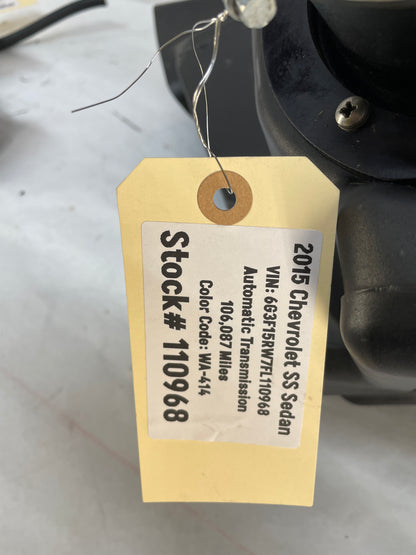 2015 Chevrolet SS Sedan
VIN: 6G3F15RW7FL110968
Automatic Transmission
106,087 Miles
Color Code: WA-414
Stock# 110968